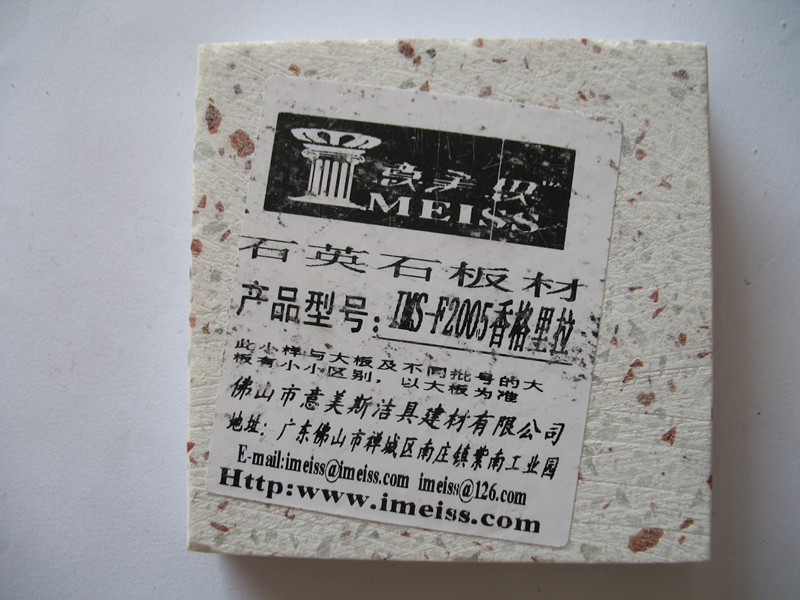 意美斯
IMEISS
石英石板材
产品型号：IMS-F2005香格里拉
此小样与大板及不同批号的大
板有小小区别，以大板为准
佛山市意美斯洁具建材有限公司
地址：广东佛山市禅城区南庄镇紫南工业园
E-mail:imeiss@imeiss.com imeiss@126.com
Http:www.imeiss.com